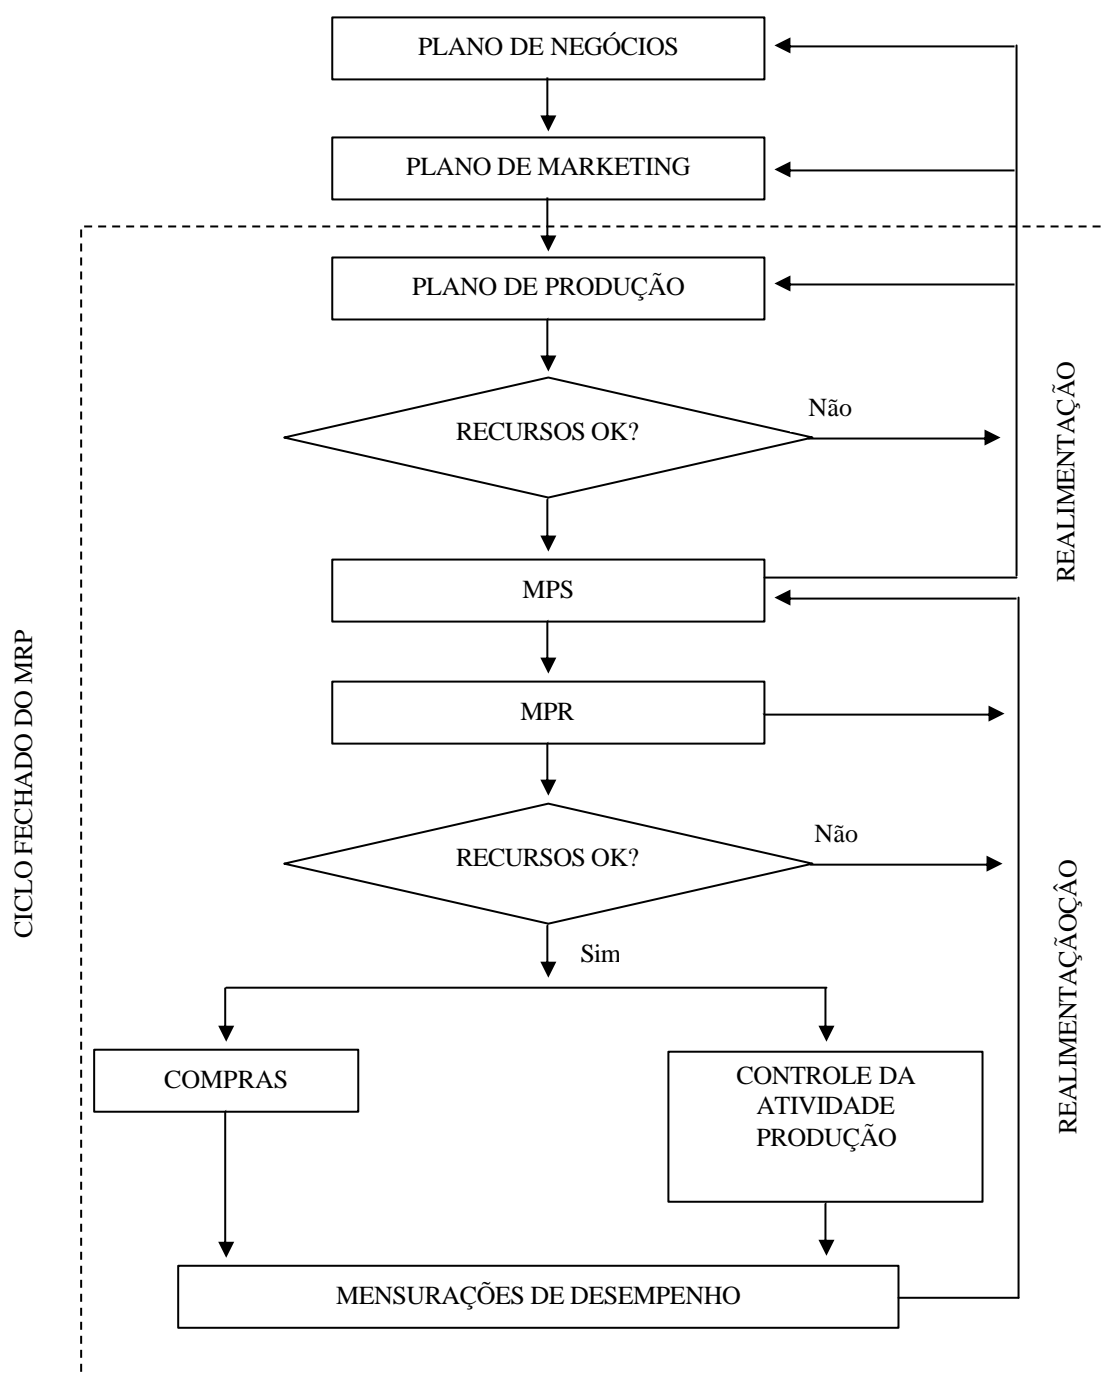 PLANO DE NEGÓCIOS
PLANO DE MARKETING
PLANO DE PRODUÇÃO
RECURSOS OK?
Não
REALIMENTAÇÃO
MPS
CICLO FECHADO DO MRP
MPR
RECURSOS OK?
Não
REALIMENTAÇÃOÇÂO
Sim
COMPRAS
CONTROLE DA
ATIVIDADE
PRODUÇÃO
MENSURAÇÕES DE DESEMPENHO